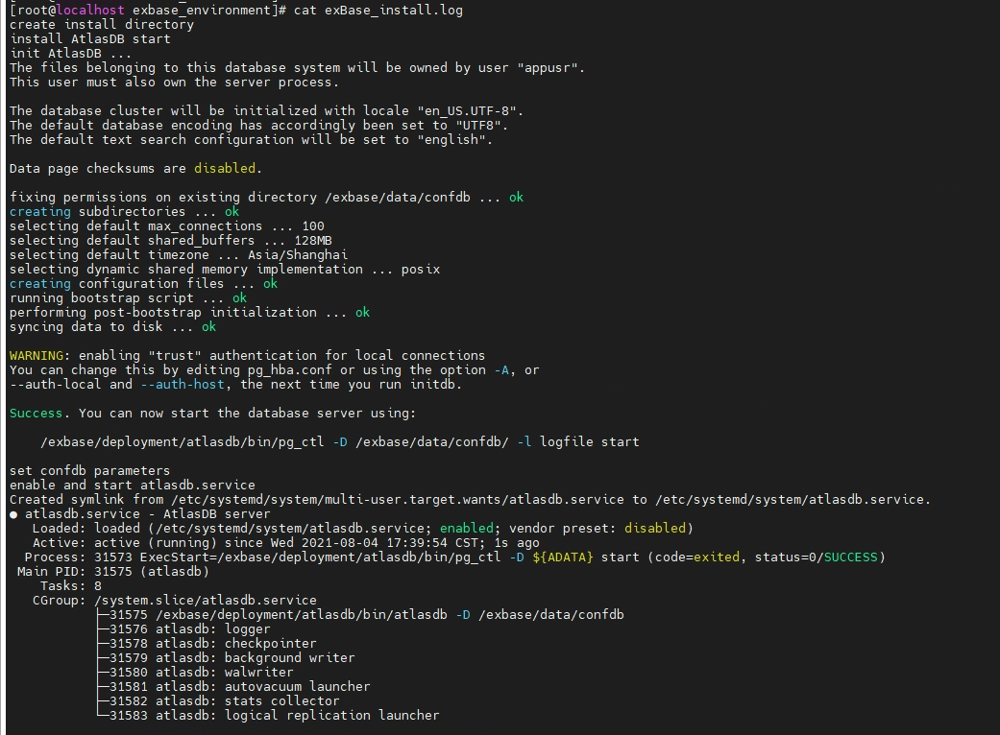 [root@localhost exbase_environment]# cat exBase_install.log
create install directory
install AtlasDB start
init AtlasDB ...
The files belonging to this database system will be owned by user "appusr".
This user must also own the server process.
The database cluster will be initialized with locale "en_US.UTF-8".
The default database encoding has accordingly been set to "UTF8".
The default text search configuration will be set to "english".
Data page checksums are disabled.
fixing permissions on existing directory /exbase/data/confdb ... ok
creating subdirectories ... ok
selecting default max_connections ... 100
selecting default shared_buffers ... 128MB
selecting default timezone ... Asia/Shanghai
selecting dynamic shared memory implementation ... posix
creating configuration files ... ok
running bootstrap script ... ok
performing post-bootstrap initialization ... ok
syncing data to disk ... ok
WARNING: enabling "trust" authentication for local connections
You can change this by editing pg_hba.conf or using the option -A, or
--auth-local and --auth-host, the next time you run initdb.
Success. You can now start the database server using:
/exbase/deployment/atlasdb/bin/pg_ctl -D /exbase/data/confdb/ -l logfile start
set confdb parameters
enable and start atlasdb.service
Created symlink from /etc/systemd/system/multi-user.target.wants/atlasdb.service to /etc/systemd/system/atlasdb.service.
● atlasdb.service - AtlasDB server
Loaded: loaded (/etc/systemd/system/atlasdb.service; enabled; vendor preset: disabled)
Active: active (running) since Wed 2021-08-04 17:39:54 CST; 1s ago
Process: 31573 ExecStart=/exbase/deployment/atlasdb/bin/pg_ctl -D ${ADATA} start (code=exited, status=0/SUCCESS)
Main PID: 31575 (atlasdb)
Tasks: 8
CGroup: /system.slice/atlasdb.service
├─31575 /exbase/deployment/atlasdb/bin/atlasdb -D /exbase/data/confdb
├─31576 atlasdb: logger
├─31578 atlasdb: checkpointer
├─31579 atlasdb: background writer
├─31580 atlasdb: walwriter
├─31581 atlasdb: autovacuum launcher
├─31582 atlasdb: stats collector
└─31583 atlasdb: logical replication launcher